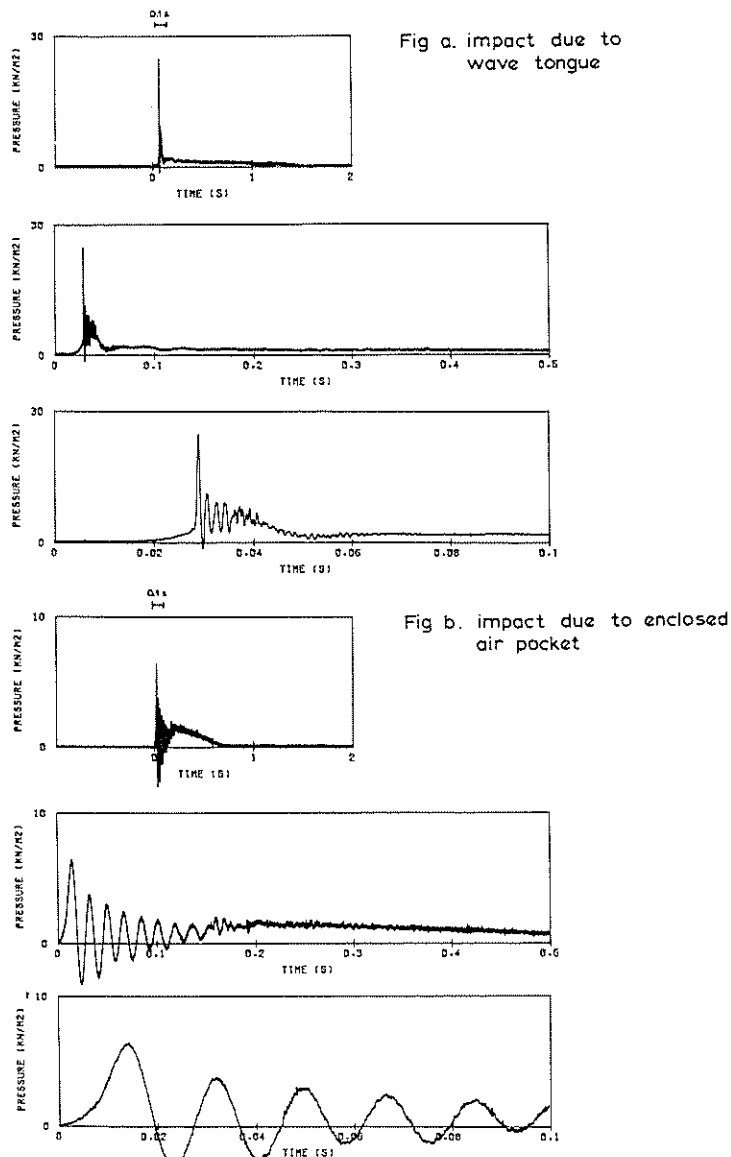 0.1 s
30
PRESSURE (KN/M2)
0
0
1
2
TIME (S)
Fig a. impact due to
wave tongue
30
PRESSURE (KN/M2)
0
0
0.1
0.2
0.3
0.4
0.5
TIME (S)
30
PRESSURE (KN/M2)
0
0
0.02
0.04
0.06
0.08
0.1
TIME (S)
0.1 s
10
PRESSURE (KN/M2)
0
0
1
2
TIME (S)
Fig b. impact due to enclosed
air pocket
10
PRESSURE (KN/M2)
0
0
0.1
0.2
0.3
0.4
0.5
TIME (S)
10
PRESSURE (KN/M2)
0
0
0.02
0.04
0.06
0.08
0.1
TIME (S)